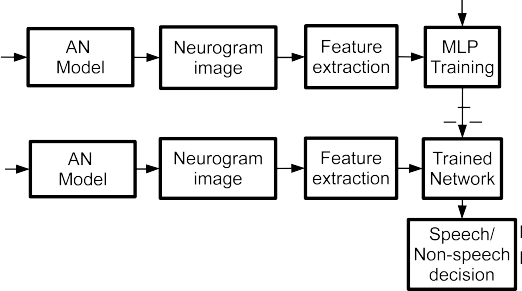 AN
Model
Neurogram
image
Feature
extraction
MLP
Training
AN
Model
Neurogram
image
Feature
extraction
Trained
Network
Speech/
Non-speech
decision